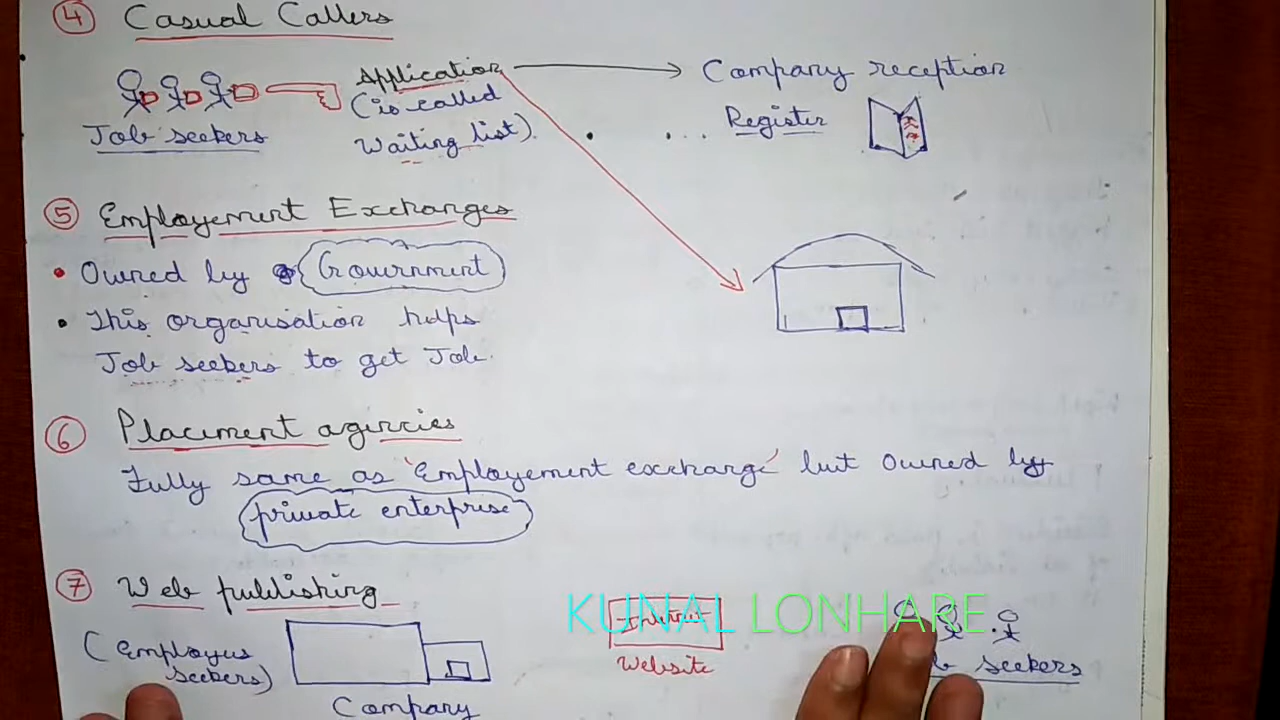 4 Casual Callers
Job seekers
Application
(is called
Waiting list).
Company reception
Register
5 Employement Exchanges
Owned by Government
This organisation helps
Job seekers to get Job.
6 Placement agencies
Fully same as 'Employement exchange' but owned by
private enterprise
7 Web publishing
(Employees
seekers)
Company
Internet
Website
KUNAL LONHARE
seekers